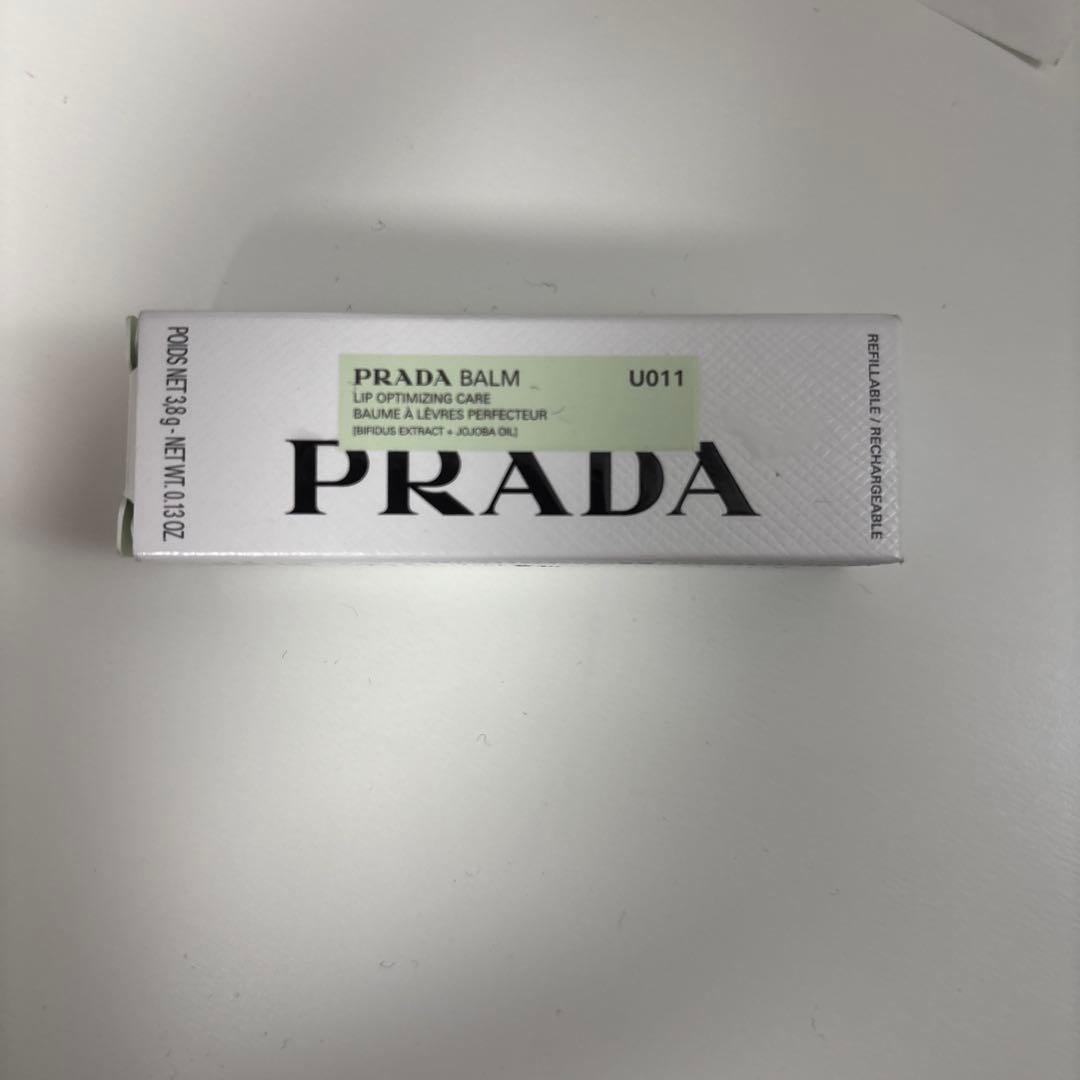 POIDS NET 3,8 g - NET WT. 0.13 OZ.
PRADA BALM U011
LIP OPTIMIZING CARE
BAUME À LÈVRES PERFECTEUR
[BIFIDUS EXTRACT + JOJOBA OIL]
PRADA
REFILLABLE / RECHARGEABLE